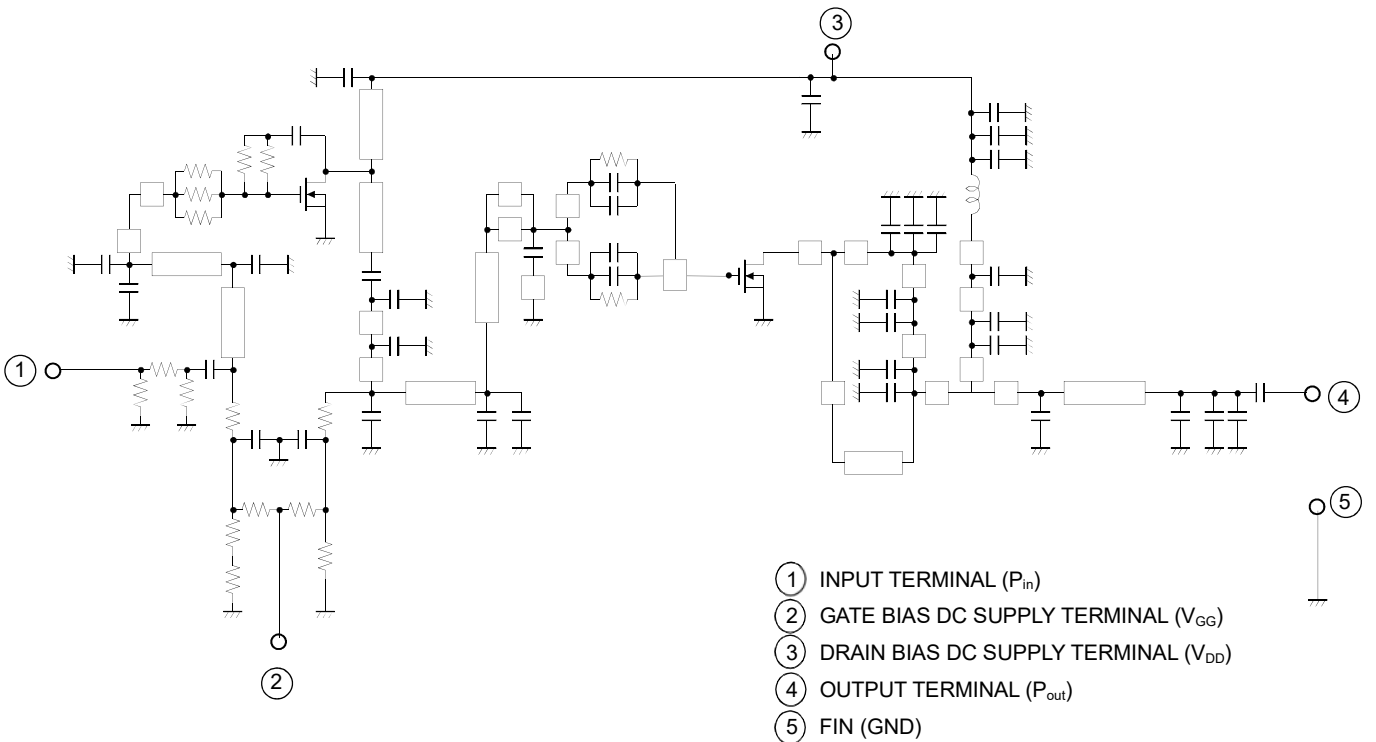 3
1
4
5
2
1 INPUT TERMINAL (Pin)
2 GATE BIAS DC SUPPLY TERMINAL (VGG)
3 DRAIN BIAS DC SUPPLY TERMINAL (VDD)
4 OUTPUT TERMINAL (Pout)
5 FIN (GND)